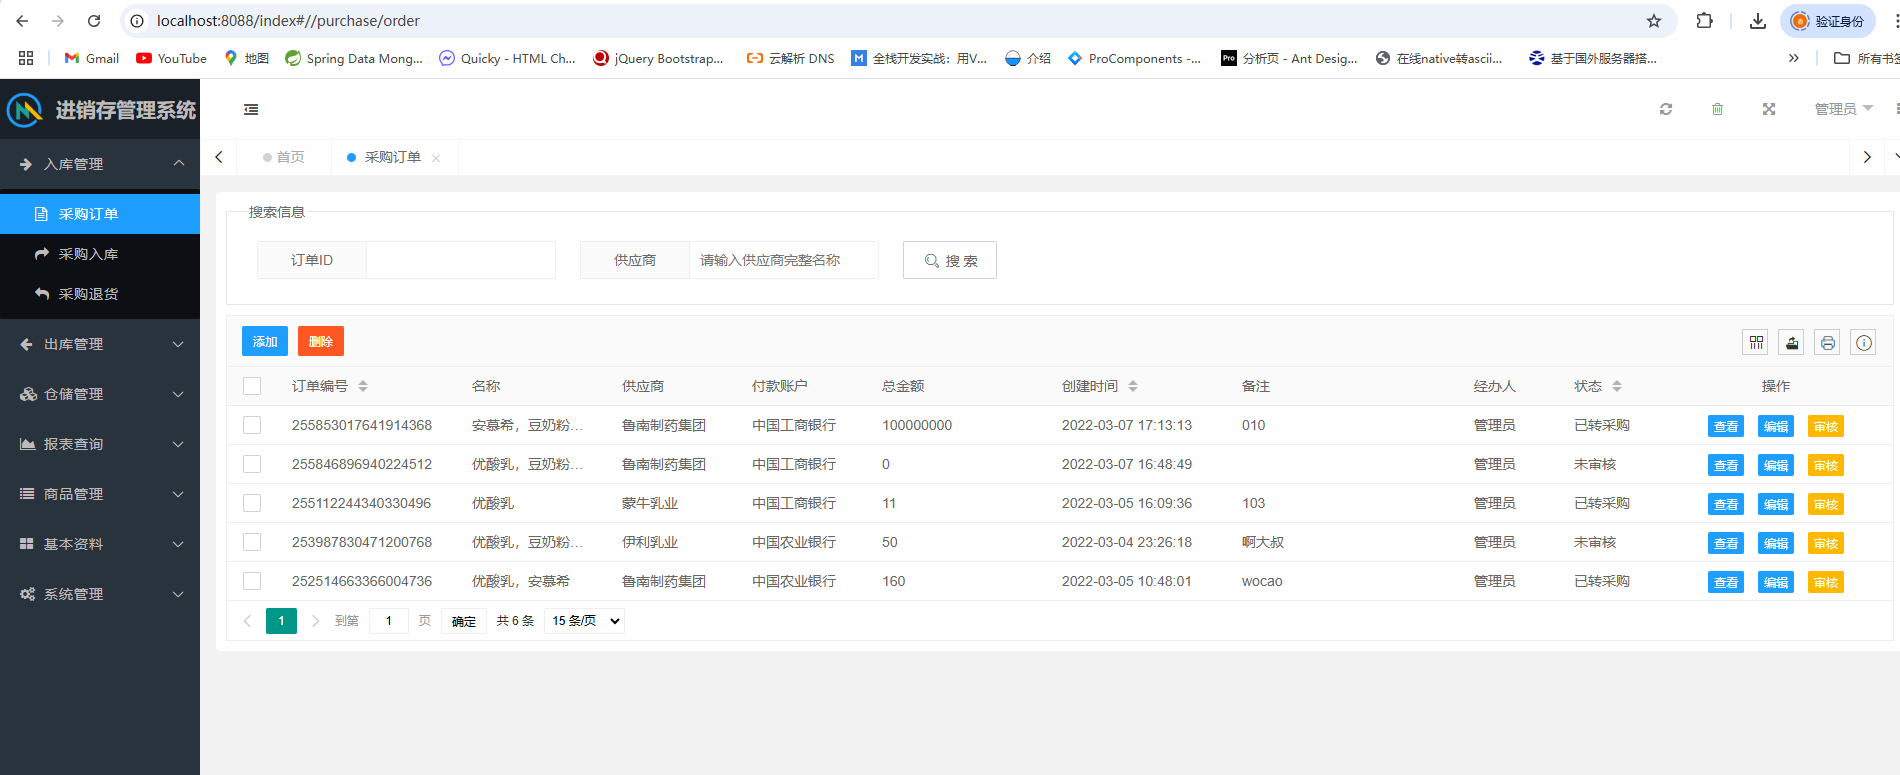 localhost:8088/index#//purchase/order
验证身份
Gmail
YouTube
地图
Spring Data Mong...
Quicky - HTML Ch...
jQuery Bootstrap...
云解析 DNS
全栈开发实战：用V...
介绍
ProComponents -...
Pro
分析页 - Ant Desig...
在线native转ascii...
基于国外服务器搭...
»
所有书签
进销存管理系统
管理员
入库管理
首页
采购订单
采购订单
采购入库
采购退货
出库管理
仓储管理
报表查询
商品管理
基本资料
系统管理
搜索信息
订单ID
供应商 请输入供应商完整名称
搜 索
添加 删除
订单编号 名称 供应商 付款账户 总金额 创建时间 备注 经办人 状态 操作
255853017641914368 安慕希，豆奶粉... 鲁南制药集团 中国工商银行 100000000 2022-03-07 17:13:13 010 管理员 已转采购 查看 编辑 审核
255846896940224512 优酸乳，豆奶粉... 鲁南制药集团 中国工商银行 0 2022-03-07 16:48:49 管理员 未审核 查看 编辑 审核
255112244340330496 优酸乳 蒙牛乳业 中国工商银行 11 2022-03-05 16:09:36 103 管理员 已转采购 查看 编辑 审核
253987830471200768 优酸乳，豆奶粉... 伊利乳业 中国农业银行 50 2022-03-04 23:26:18 啊大叔 管理员 未审核 查看 编辑 审核
252514663366004736 优酸乳，安慕希 鲁南制药集团 中国农业银行 160 2022-03-05 10:48:01 wocao 管理员 已转采购 查看 编辑 审核
1 到第 1 页 确定 共 6 条 15 条/页